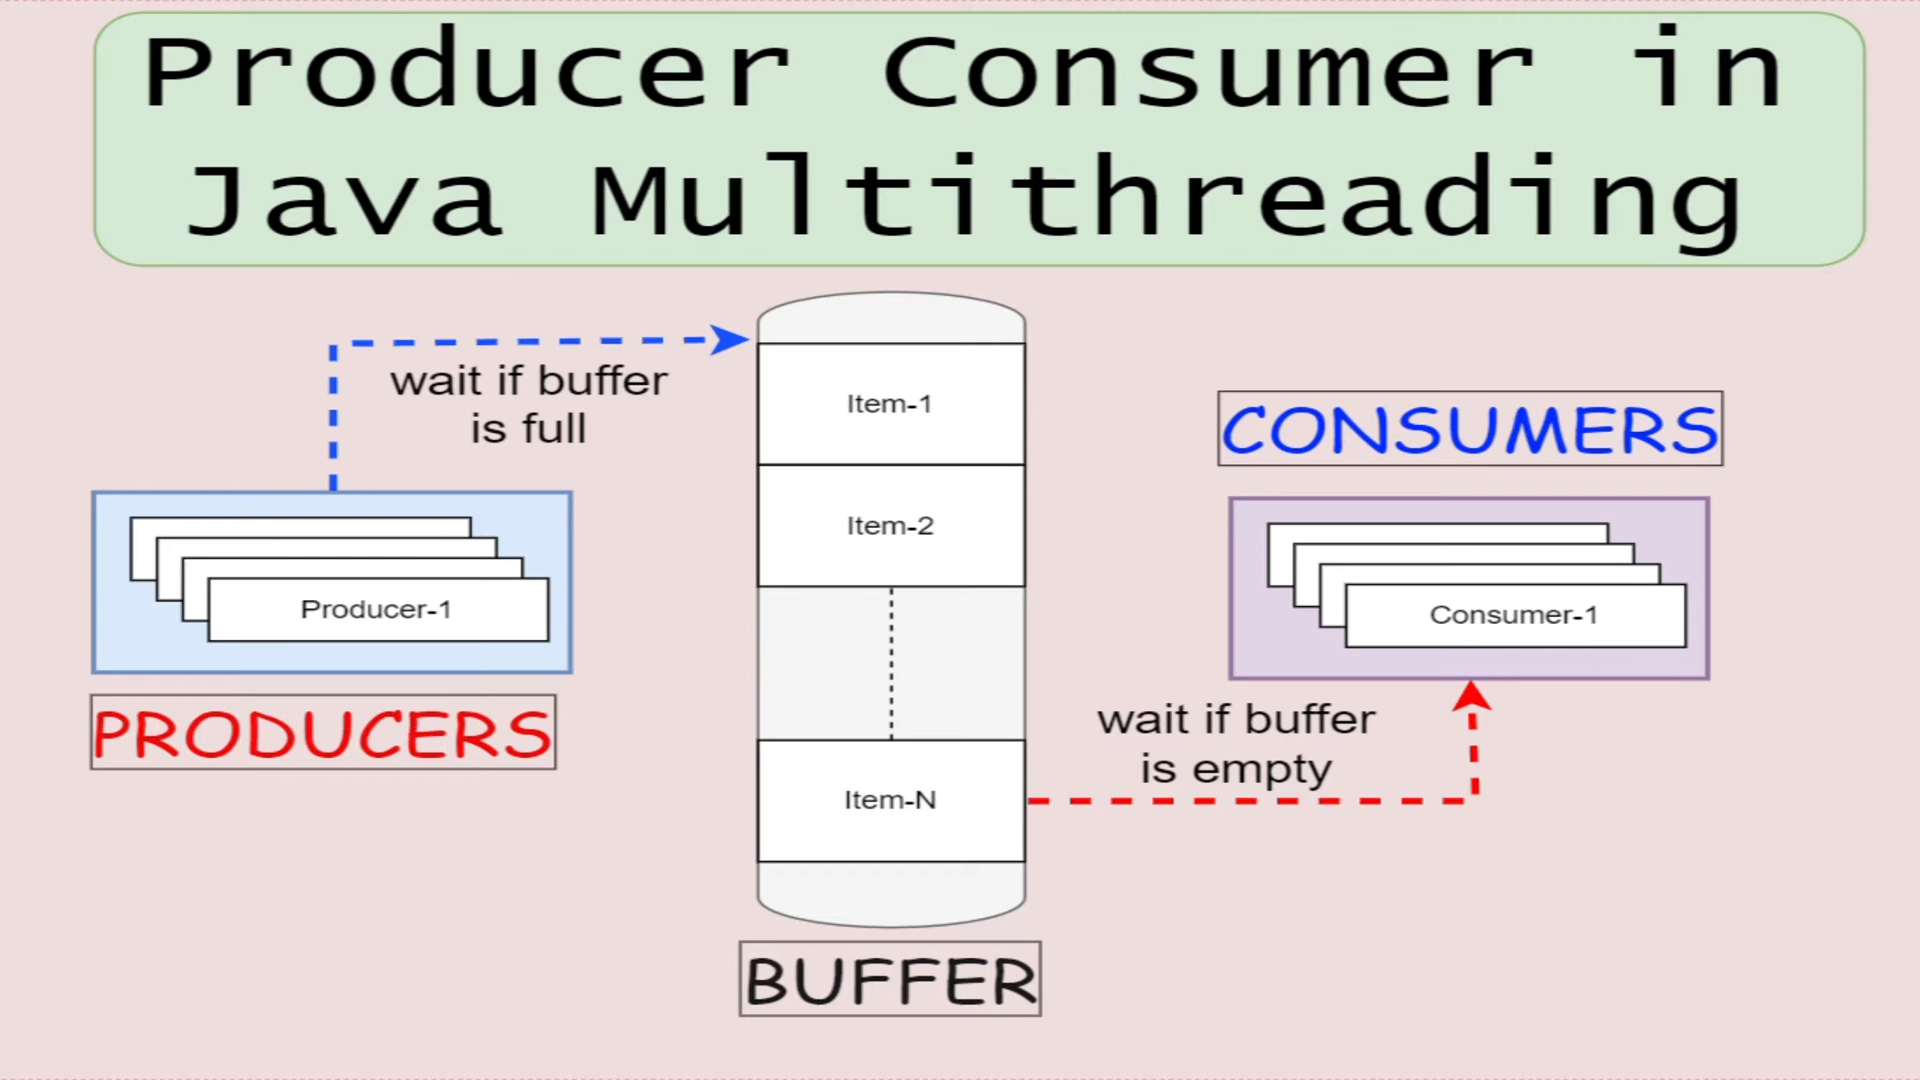 Producer Consumer in
Java Multithreading
wait if buffer
is full
Producer-1
PRODUCERS
Item-1
Item-2
Item-N
BUFFER
CONSUMERS
Consumer-1
wait if buffer
is empty